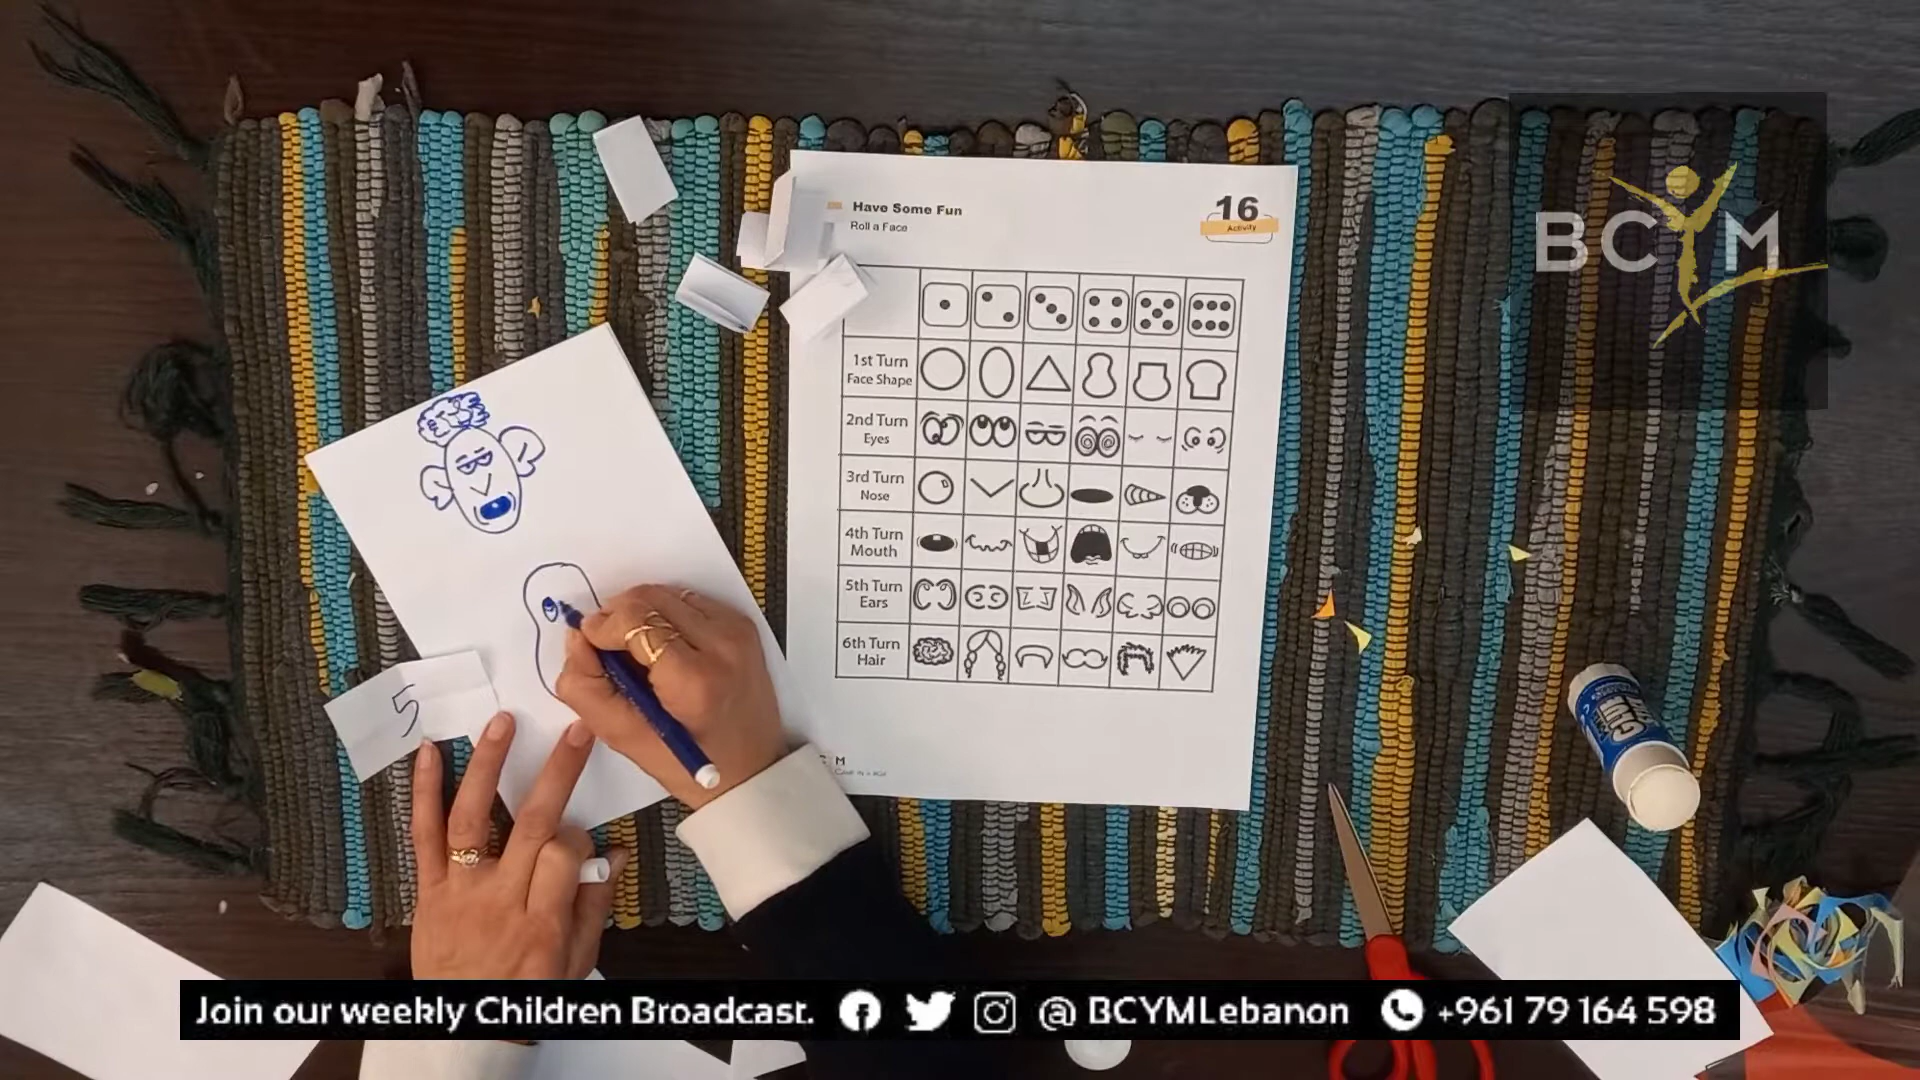 BCYM
Have Some Fun
Roll a Face
16
Activity
1st Turn
Face Shape
2nd Turn
Eyes
3rd Turn
Nose
4th Turn
Mouth
5th Turn
Ears
6th Turn
Hair
5
Join our weekly Children Broadcast. @ BCYMLebanon +961 79 164 598